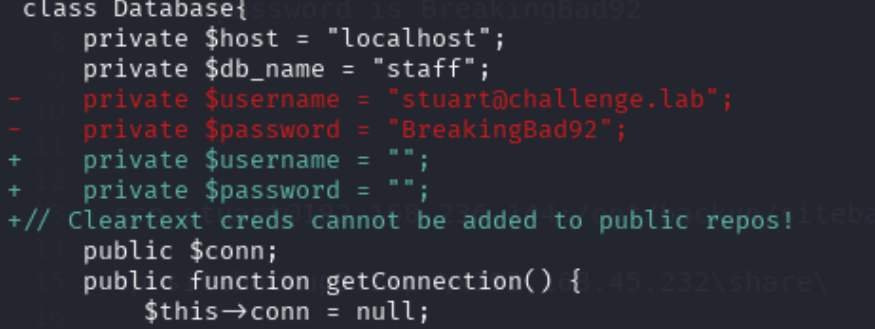 class Database{
    private $host = "localhost";
    private $db_name = "staff";
-    private $username = "stuart@challenge.lab";
-    private $password = "BreakingBad92";
+    private $username = "";
+    private $password = "";
+// Cleartext creds cannot be added to public repos!
    public $conn;
    public function getConnection() {
        $this->conn = null;